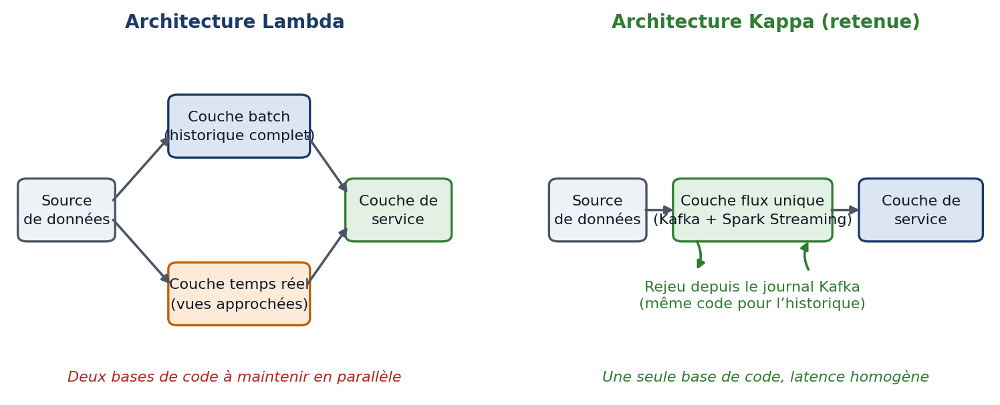 Architecture Lambda
Couche batch
(historique complet)
Source
de données
Couche de
service
Couche temps réel
(vues approchées)
Deux bases de code à maintenir en parallèle
Architecture Kappa (retenue)
Source
de données
Couche flux unique
(Kafka + Spark Streaming)
Couche de
service
Rejeu depuis le journal Kafka
(même code pour l’historique)
Une seule base de code, latence homogène